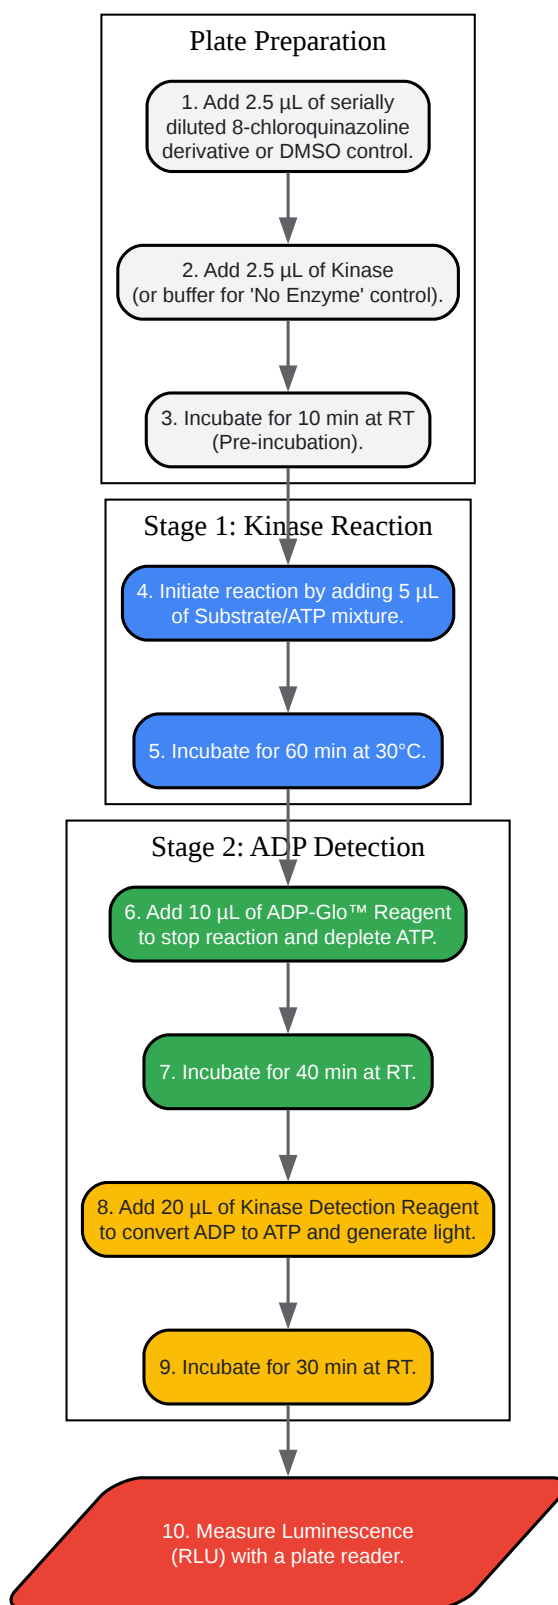 Plate Preparation
1. Add 2.5 µL of serially
diluted 8-chloroquinazoline
derivative or DMSO control.
2. Add 2.5 µL of Kinase
(or buffer for 'No Enzyme' control).
3. Incubate for 10 min at RT
(Pre-incubation).
Stage 1: Kinase Reaction
4. Initiate reaction by adding 5 µL
of Substrate/ATP mixture.
5. Incubate for 60 min at 30°C.
Stage 2: ADP Detection
6. Add 10 µL of ADP-Glo™ Reagent
to stop reaction and deplete ATP.
7. Incubate for 40 min at RT.
8. Add 20 µL of Kinase Detection Reagent
to convert ADP to ATP and generate light.
9. Incubate for 30 min at RT.
10. Measure Luminescence
(RLU) with a plate reader.